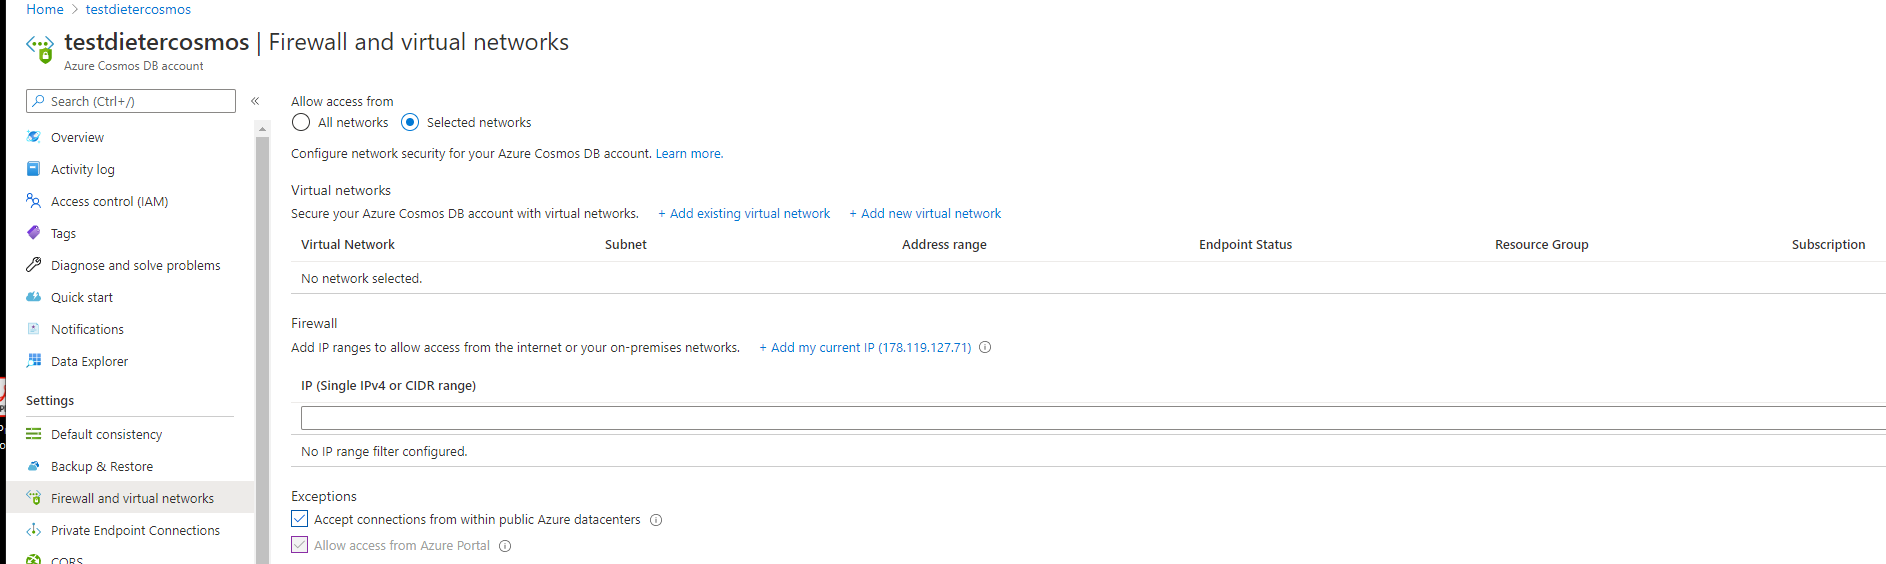 Home > testdietercosmos
testdietercosmos | Firewall and virtual networks
Azure Cosmos DB account
Search (Ctrl+/)
«
Overview
Activity log
Access control (IAM)
Tags
Diagnose and solve problems
Quick start
Notifications
Data Explorer
Settings
Default consistency
Backup & Restore
Firewall and virtual networks
Private Endpoint Connections
CORS
Allow access from
All networks Selected networks
Configure network security for your Azure Cosmos DB account. Learn more.
Virtual networks
Secure your Azure Cosmos DB account with virtual networks. + Add existing virtual network + Add new virtual network
Virtual Network Subnet Address range Endpoint Status Resource Group Subscription
No network selected.
Firewall
Add IP ranges to allow access from the internet or your on-premises networks. + Add my current IP (178.119.127.71)
IP (Single IPv4 or CIDR range)
No IP range filter configured.
Exceptions
Accept connections from within public Azure datacenters
Allow access from Azure Portal